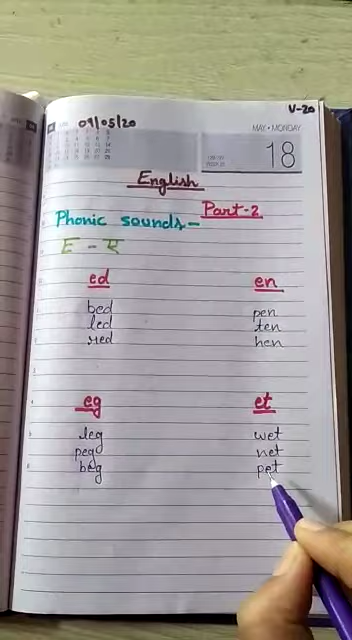 V-20
09/05/20
MAY • MONDAY
18
English
Part-2
Phonic sounds-
E - ए
ed
en
bed
led
red
pen
ten
hen
eg
et
leg
peg
beg
wet
net
pet